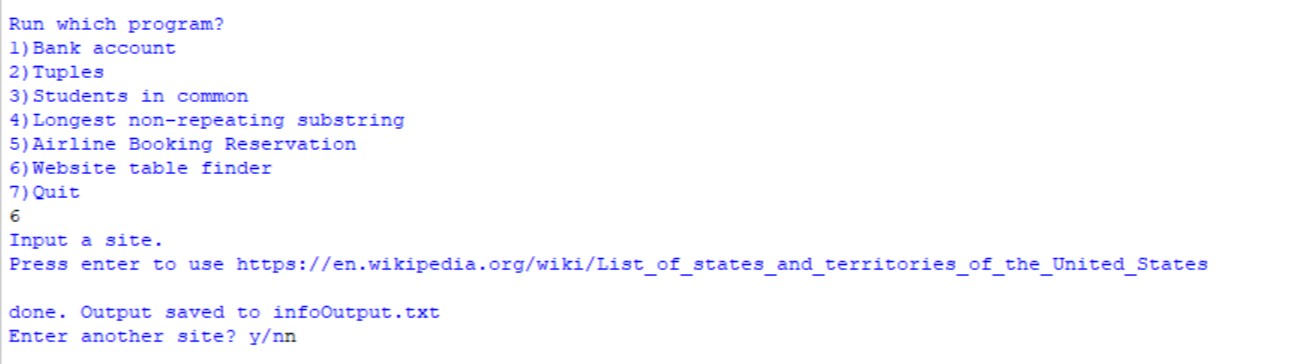 Run which program?
1)Bank account
2)Tuples
3)Students in common
4)Longest non-repeating substring
5)Airline Booking Reservation
6)Website table finder
7)Quit
6
Input a site.
Press enter to use https://en.wikipedia.org/wiki/List_of_states_and_territories_of_the_United_States
done. Output saved to infoOutput.txt
Enter another site? y/nn